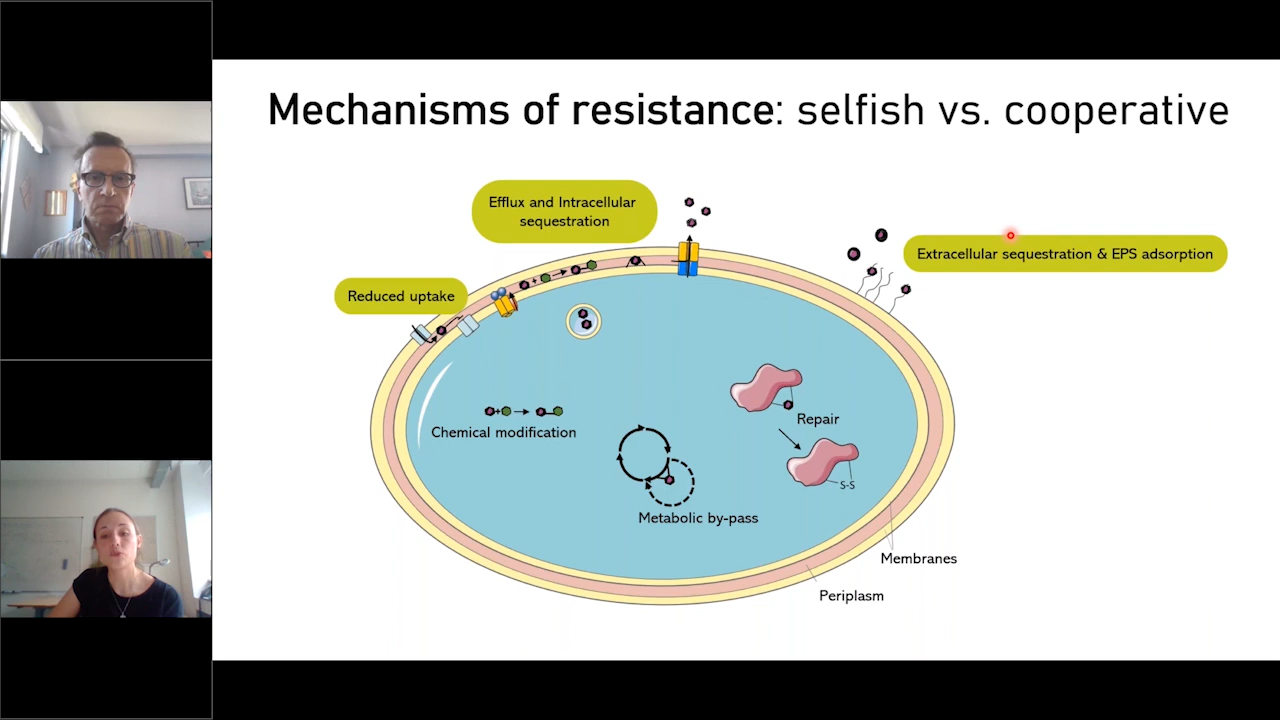 Mechanisms of resistance: selfish vs. cooperative
Efflux and Intracellular
sequestration
Extracellular sequestration & EPS adsorption
Reduced uptake
Chemical modification
Repair
S-S
Metabolic by-pass
Membranes
Periplasm